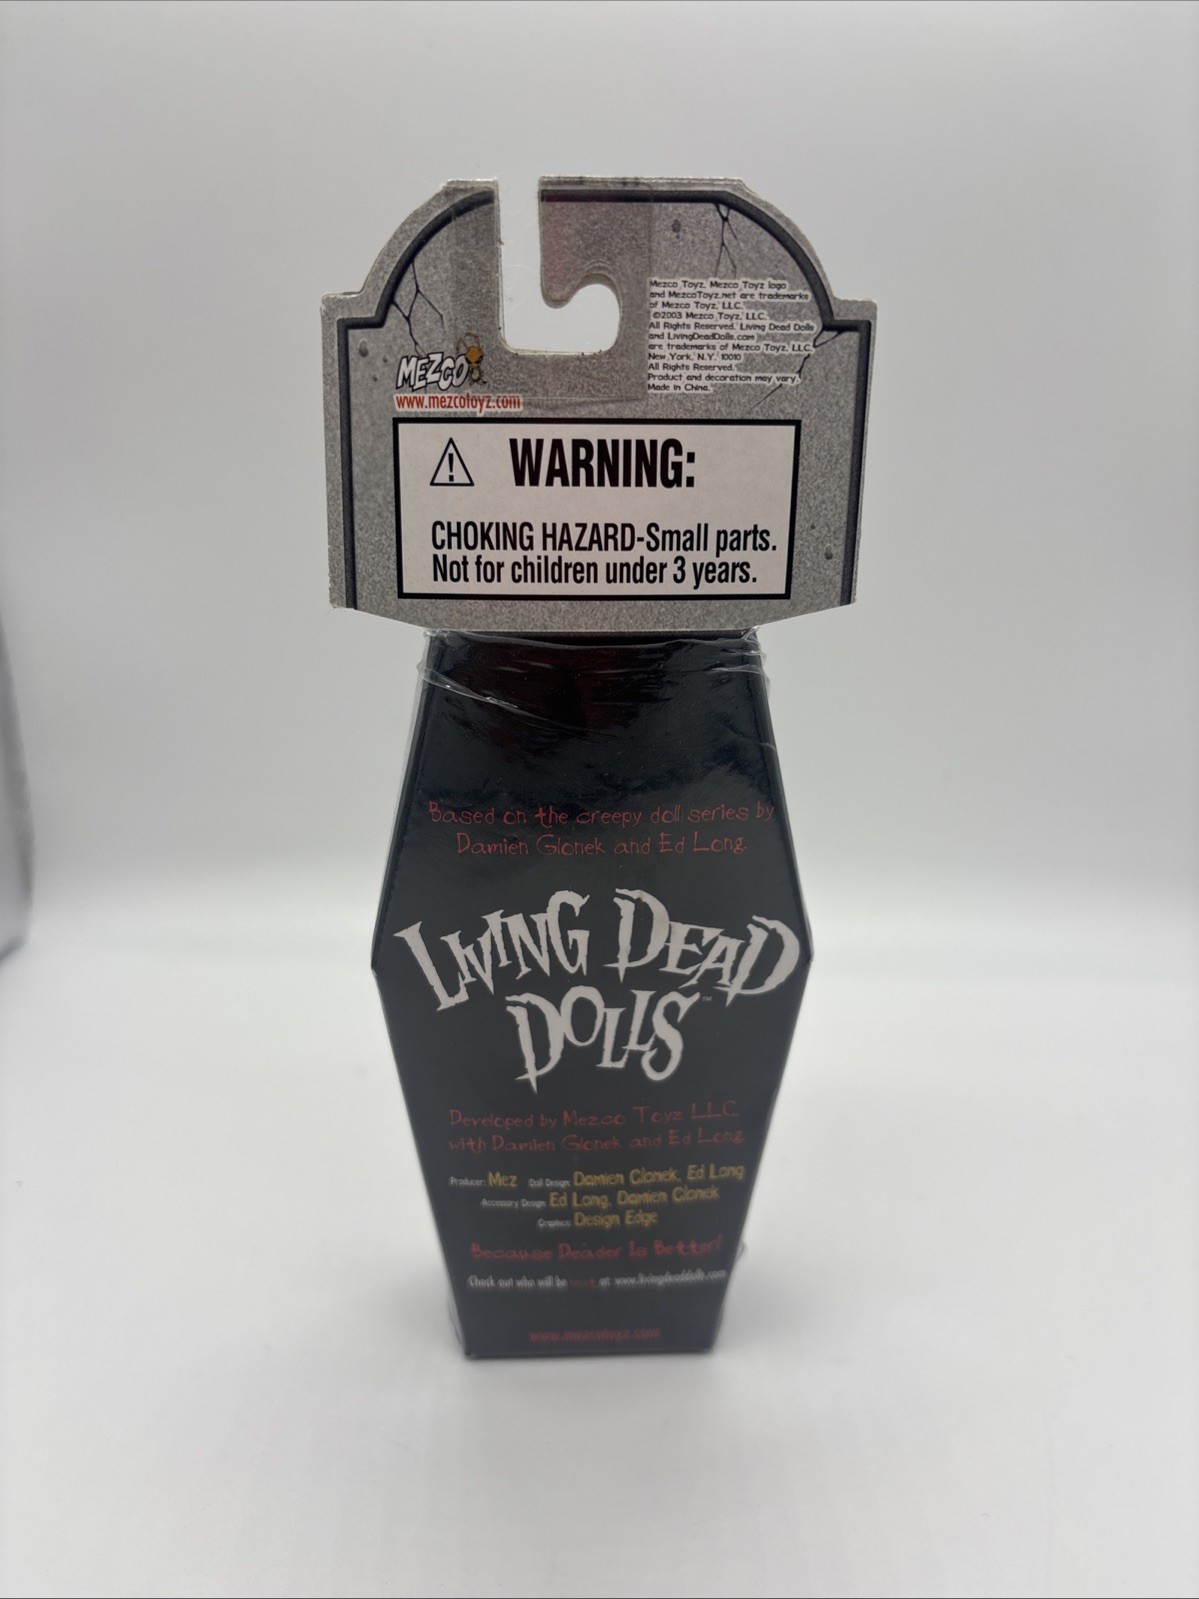 Mezco Toyz, Mezco Toyz logo
and MezcoToyz.net are trademarks
of Mezco Toyz, LLC.
©2003 Mezco Toyz, LLC.
All Rights Reserved. Living Dead Dolls
and LivingDeadDolls.com
are trademarks of Mezco Toyz, LLC.
New York, N.Y. 10010
All Rights Reserved.
Product and decoration may vary.
Made in China.
MEZCO
www.mezcotoyz.com
WARNING:
CHOKING HAZARD-Small parts.
Not for children under 3 years.
Based on the creepy doll series by
Damien Glonek and Ed Long.
LIVING DEAD
DOLLS™
Developed by Mezco Toyz LLC.
with Damien Glonek and Ed Long
Producer: Mez Doll Design: Damien Glonek, Ed Long
Accessory Design: Ed Long, Damien Glonek
Graphics: Design Edge
Because Deader Is Better!
Check out who will be next at www.livingdeaddolls.com
www.mezcotoyz.com